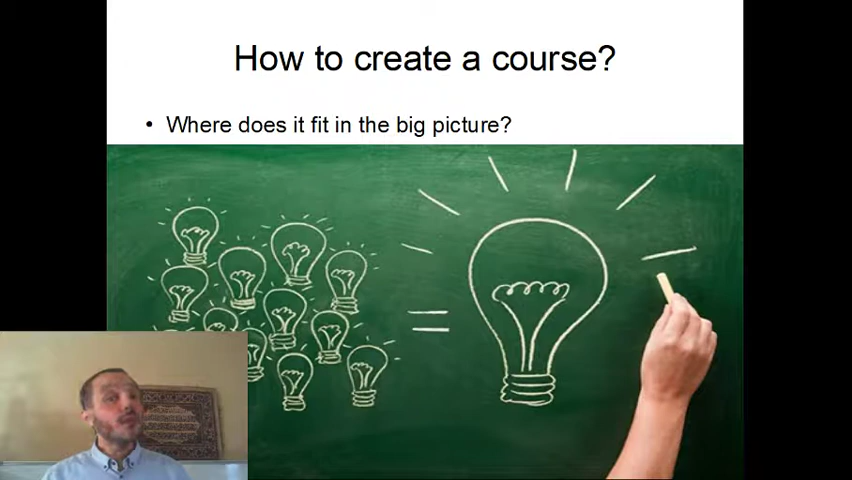 How to create a course?
• Where does it fit in the big picture?
=